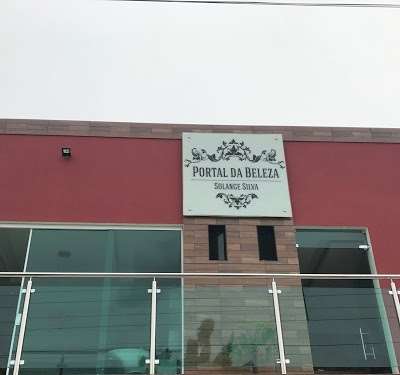 PORTAL DA BELEZA
SOLANGE SILVA